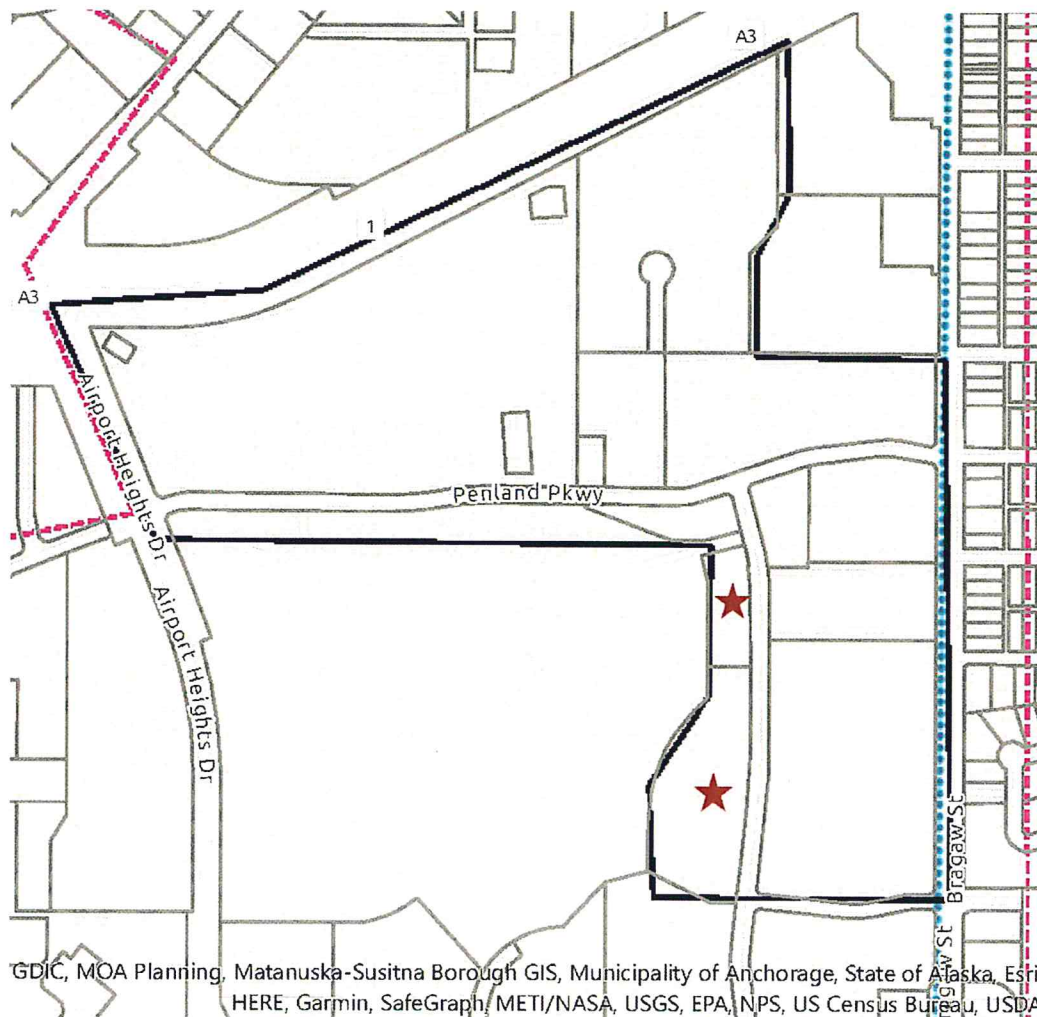 A3
1
A3
Airport Heights Dr
Penland Pkwy
Airport Heights Dr
Bragaw St
GDIC, MOA Planning, Matanuska-Susitna Borough GIS, Municipality of Anchorage, State of Alaska, Esri
HERE, Garmin, SafeGraph, METI/NASA, USGS, EPA, NPS, US Census Bureau, USDA